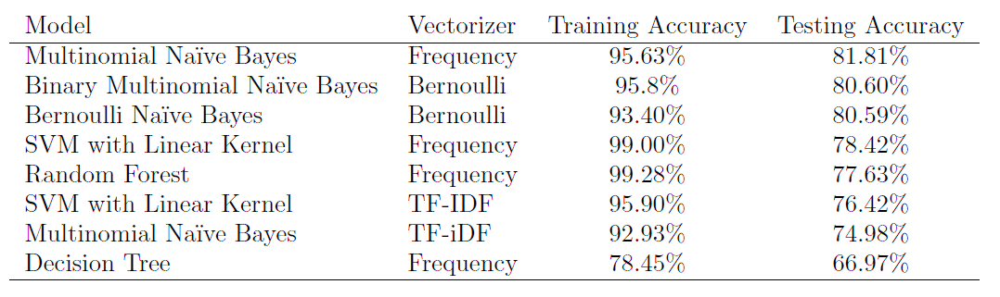 Model Vectorizer Training Accuracy Testing Accuracy
Multinomial Naïve Bayes Frequency 95.63% 81.81%
Binary Multinomial Naïve Bayes Bernoulli 95.8% 80.60%
Bernoulli Naïve Bayes Bernoulli 93.40% 80.59%
SVM with Linear Kernel Frequency 99.00% 78.42%
Random Forest Frequency 99.28% 77.63%
SVM with Linear Kernel TF-IDF 95.90% 76.42%
Multinomial Naïve Bayes TF-iDF 92.93% 74.98%
Decision Tree Frequency 78.45% 66.97%